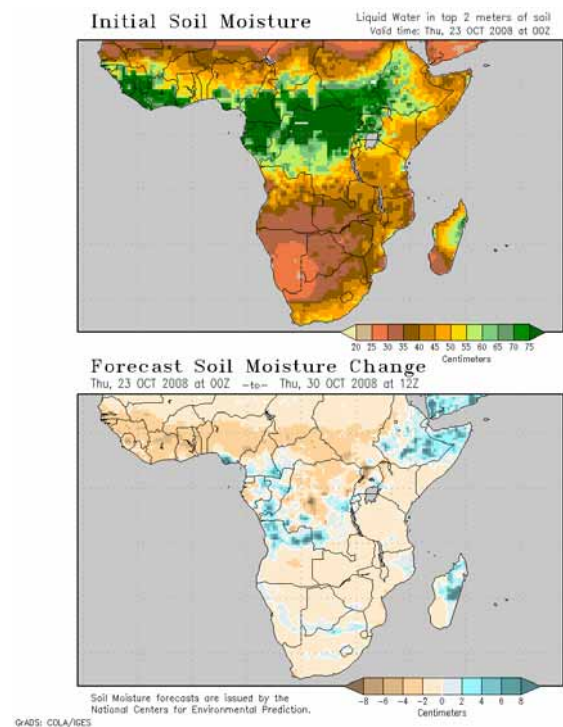 Initial Soil Moisture
Liquid Water in top 2 meters of soil
Valid time: Thu, 23 OCT 2008 at 00Z
20 25 30 35 40 45 50 55 60 65 70 75
Centimeters
Forecast Soil Moisture Change
Thu, 23 OCT 2008 at 00Z -to- Thu, 30 OCT 2008 at 12Z
Soil Moisture forecasts are issued by the
National Centers for Environmental Prediction.
-8 -6 -4 -2 0 2 4 6 8
Centimeters
GrADS: COLA/IGES